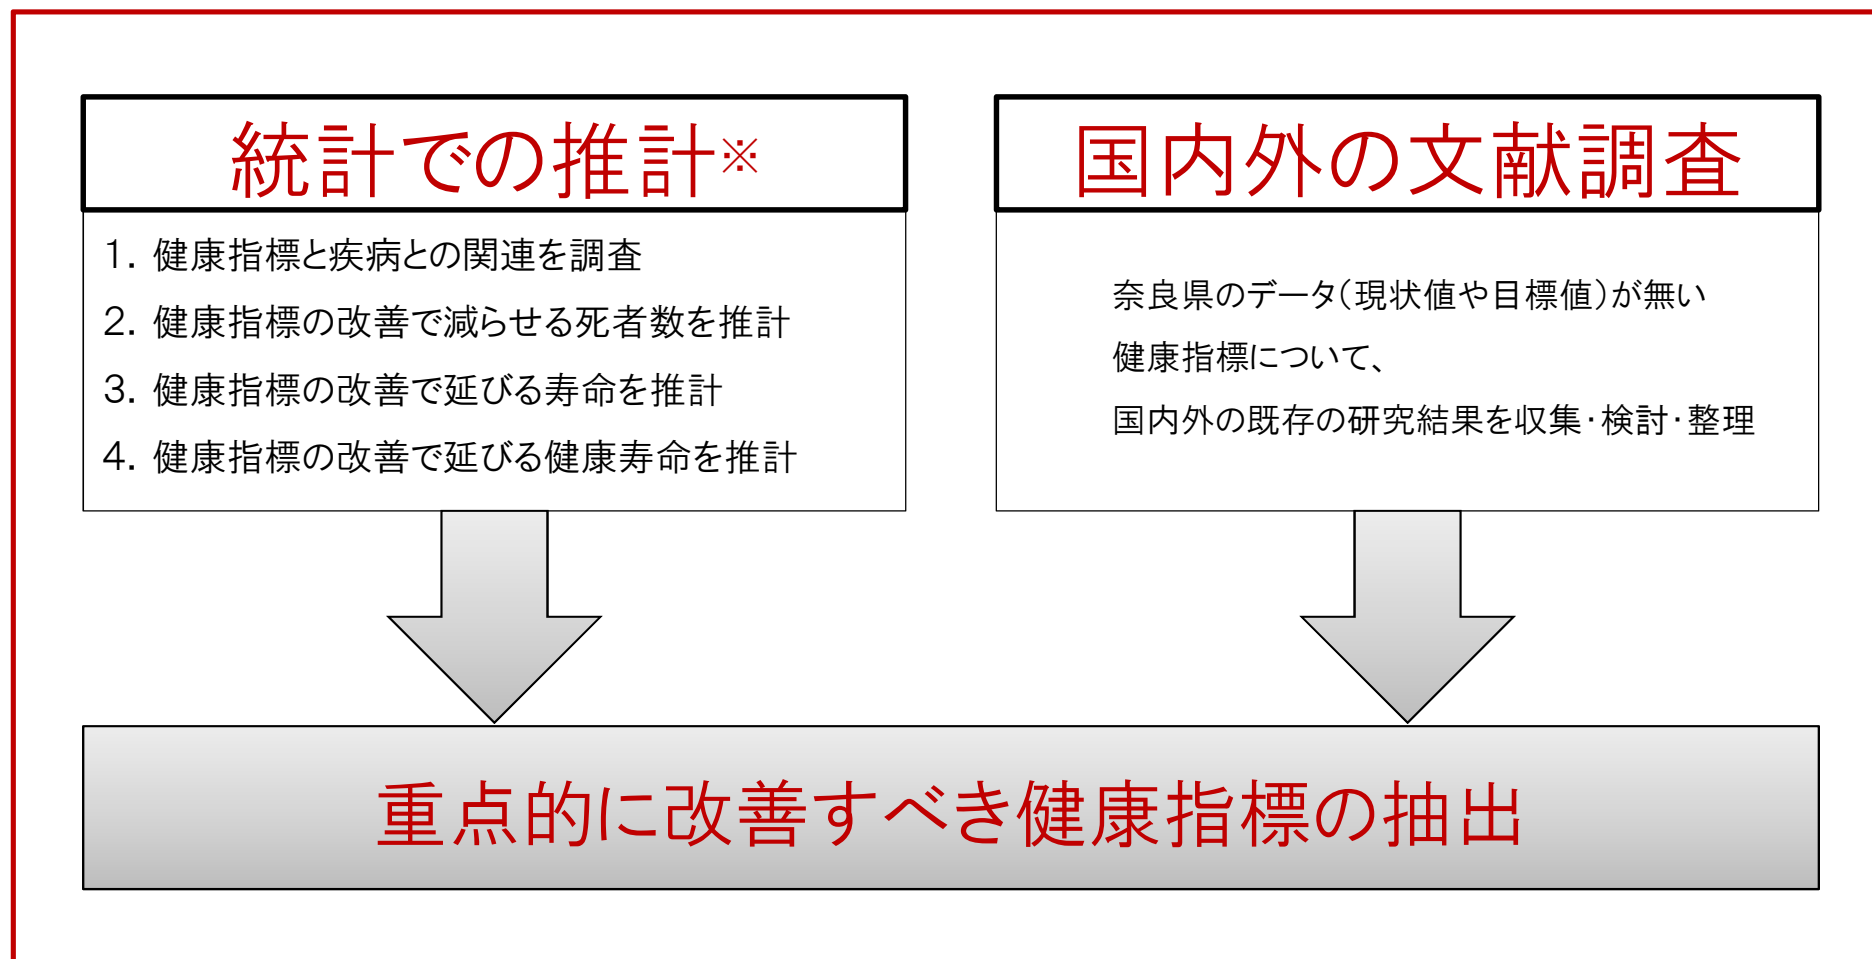 統計での推計※
1. 健康指標と疾病との関連を調査
2. 健康指標の改善で減らせる死者数を推計
3. 健康指標の改善で延びる寿命を推計
4. 健康指標の改善で延びる健康寿命を推計
国内外の文献調査
奈良県のデータ(現状値や目標値)が無い
健康指標について、
国内外の既存の研究結果を収集・検討・整理
重点的に改善すべき健康指標の抽出